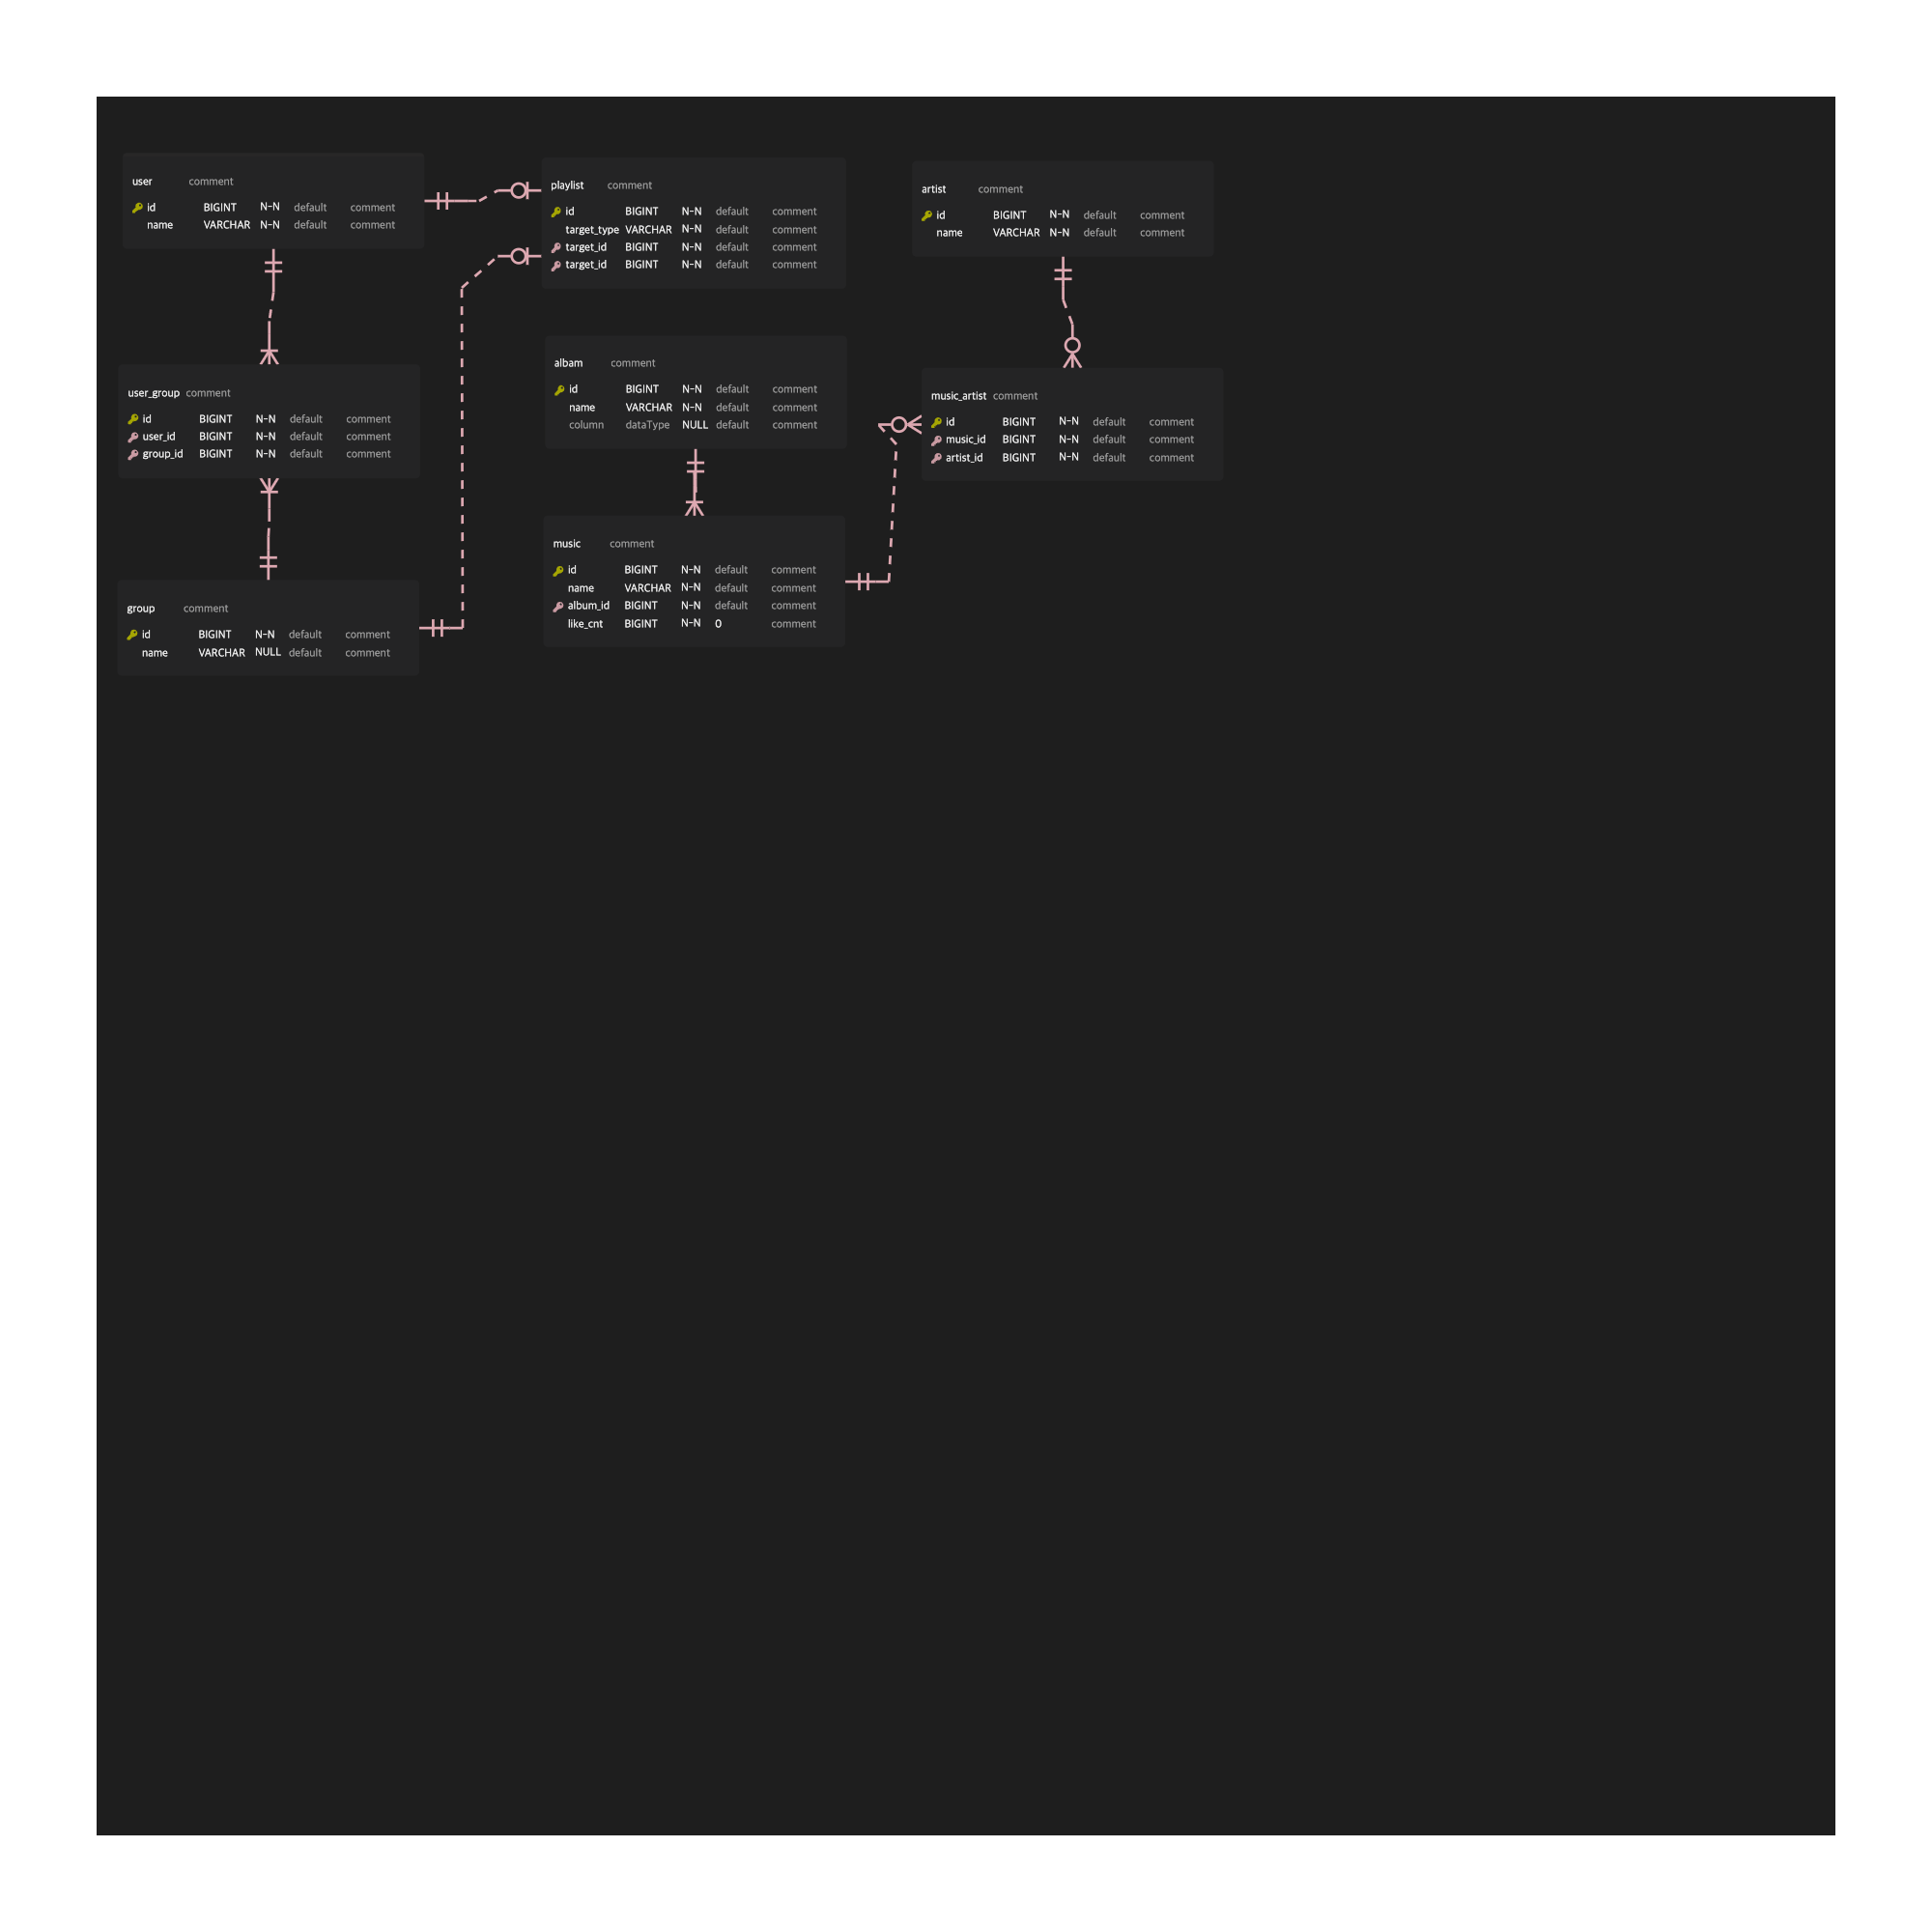 user comment
id BIGINT N-N default comment
name VARCHAR N-N default comment
playlist comment
id BIGINT N-N default comment
target_type VARCHAR N-N default comment
target_id BIGINT N-N default comment
target_id BIGINT N-N default comment
artist comment
id BIGINT N-N default comment
name VARCHAR N-N default comment
user_group comment
id BIGINT N-N default comment
user_id BIGINT N-N default comment
group_id BIGINT N-N default comment
albam comment
id BIGINT N-N default comment
name VARCHAR N-N default comment
column dataType NULL default comment
music_artist comment
id BIGINT N-N default comment
music_id BIGINT N-N default comment
artist_id BIGINT N-N default comment
group comment
id BIGINT N-N default comment
name VARCHAR NULL default comment
music comment
id BIGINT N-N default comment
name VARCHAR N-N default comment
album_id BIGINT N-N default comment
like_cnt BIGINT N-N 0 comment